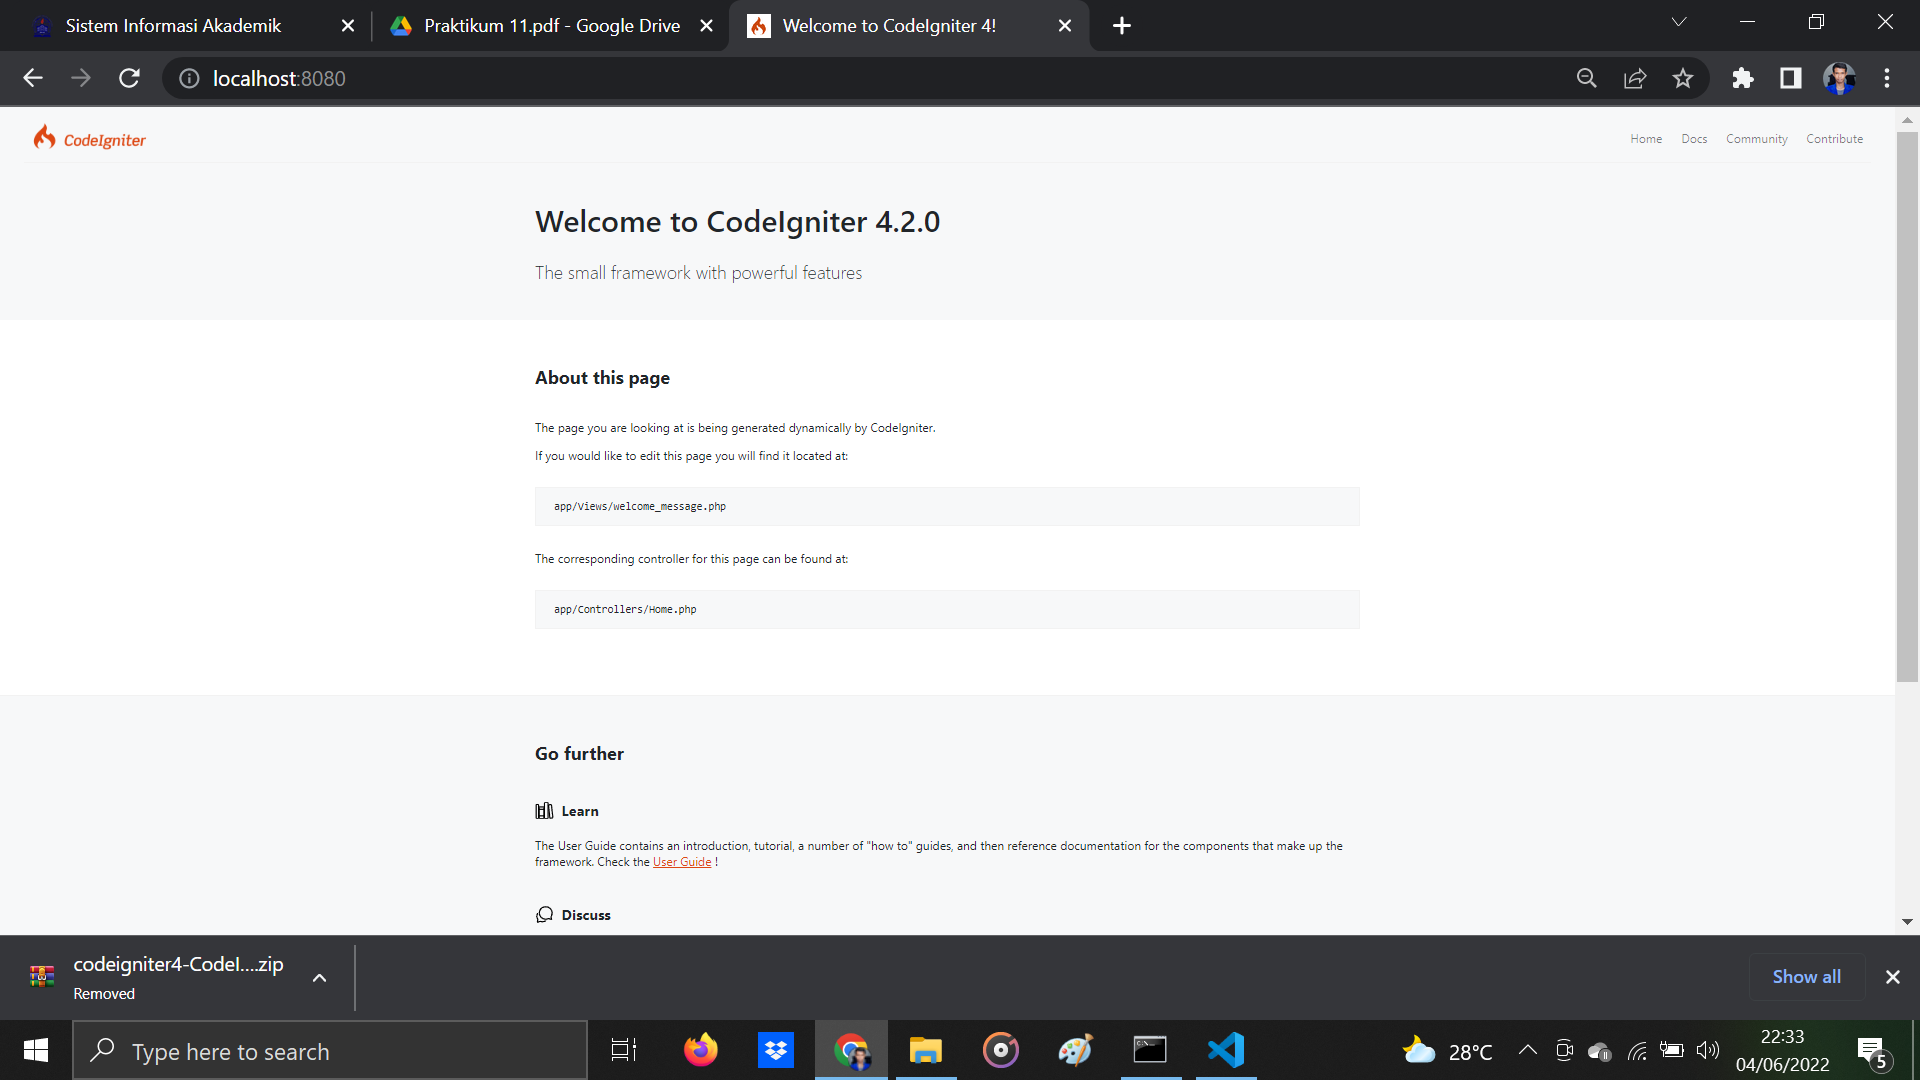 Sistem Informasi Akademik
Praktikum 11.pdf - Google Drive
Welcome to CodeIgniter 4!
localhost:8080
CodeIgniter
Home Docs Community Contribute
Welcome to CodeIgniter 4.2.0
The small framework with powerful features
About this page
The page you are looking at is being generated dynamically by CodeIgniter.
If you would like to edit this page you will find it located at:
app/Views/welcome_message.php
The corresponding controller for this page can be found at:
app/Controllers/Home.php
Go further
Learn
The User Guide contains an introduction, tutorial, a number of "how to" guides, and then reference documentation for the components that make up the
framework. Check the User Guide !
Discuss
codeigniter4-CodeI....zip
Removed
Show all
Type here to search
28°C
22:33
04/06/2022
5